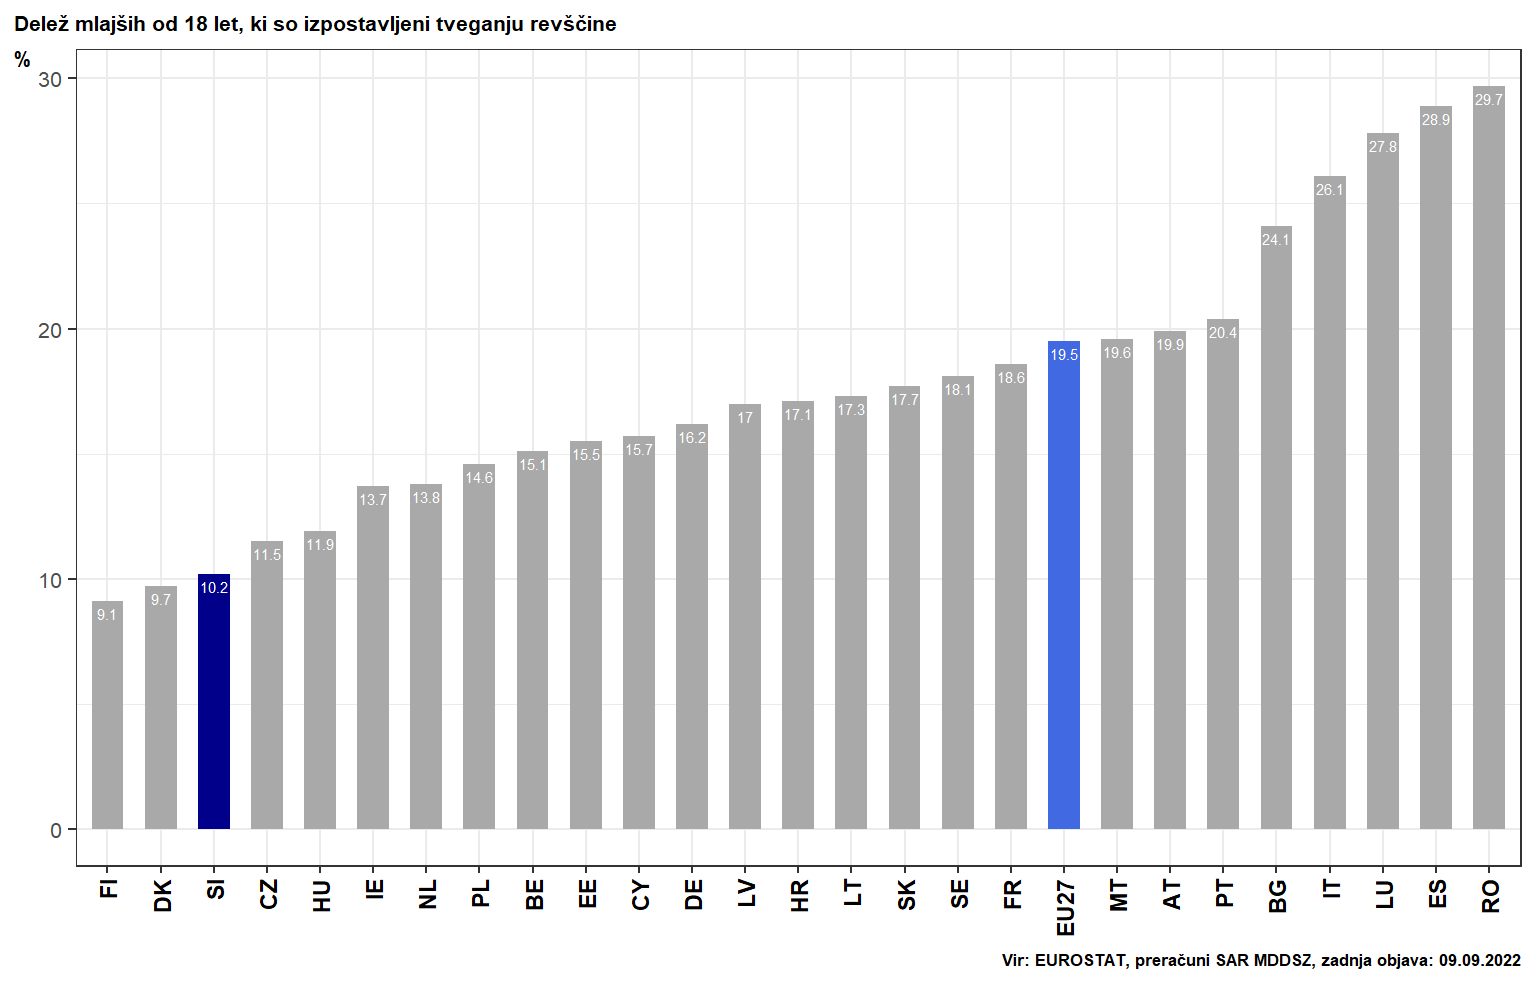 Delež mlajših od 18 let, ki so izpostavljeni tveganju revščine
%
30
20
10
0
9.1
9.7
10.2
11.5
11.9
13.7
13.8
14.6
15.1
15.5
15.7
16.2
17
17.1
17.3
17.7
18.1
18.6
19.5
19.6
19.9
20.4
24.1
26.1
27.8
28.9
29.7
FI
DK
SI
CZ
HU
IE
NL
PL
BE
EE
CY
DE
LV
HR
LT
SK
SE
FR
EU27
MT
AT
PT
BG
IT
LU
ES
RO
Vir: EUROSTAT, preračuni SAR MDDSZ, zadnja objava: 09.09.2022